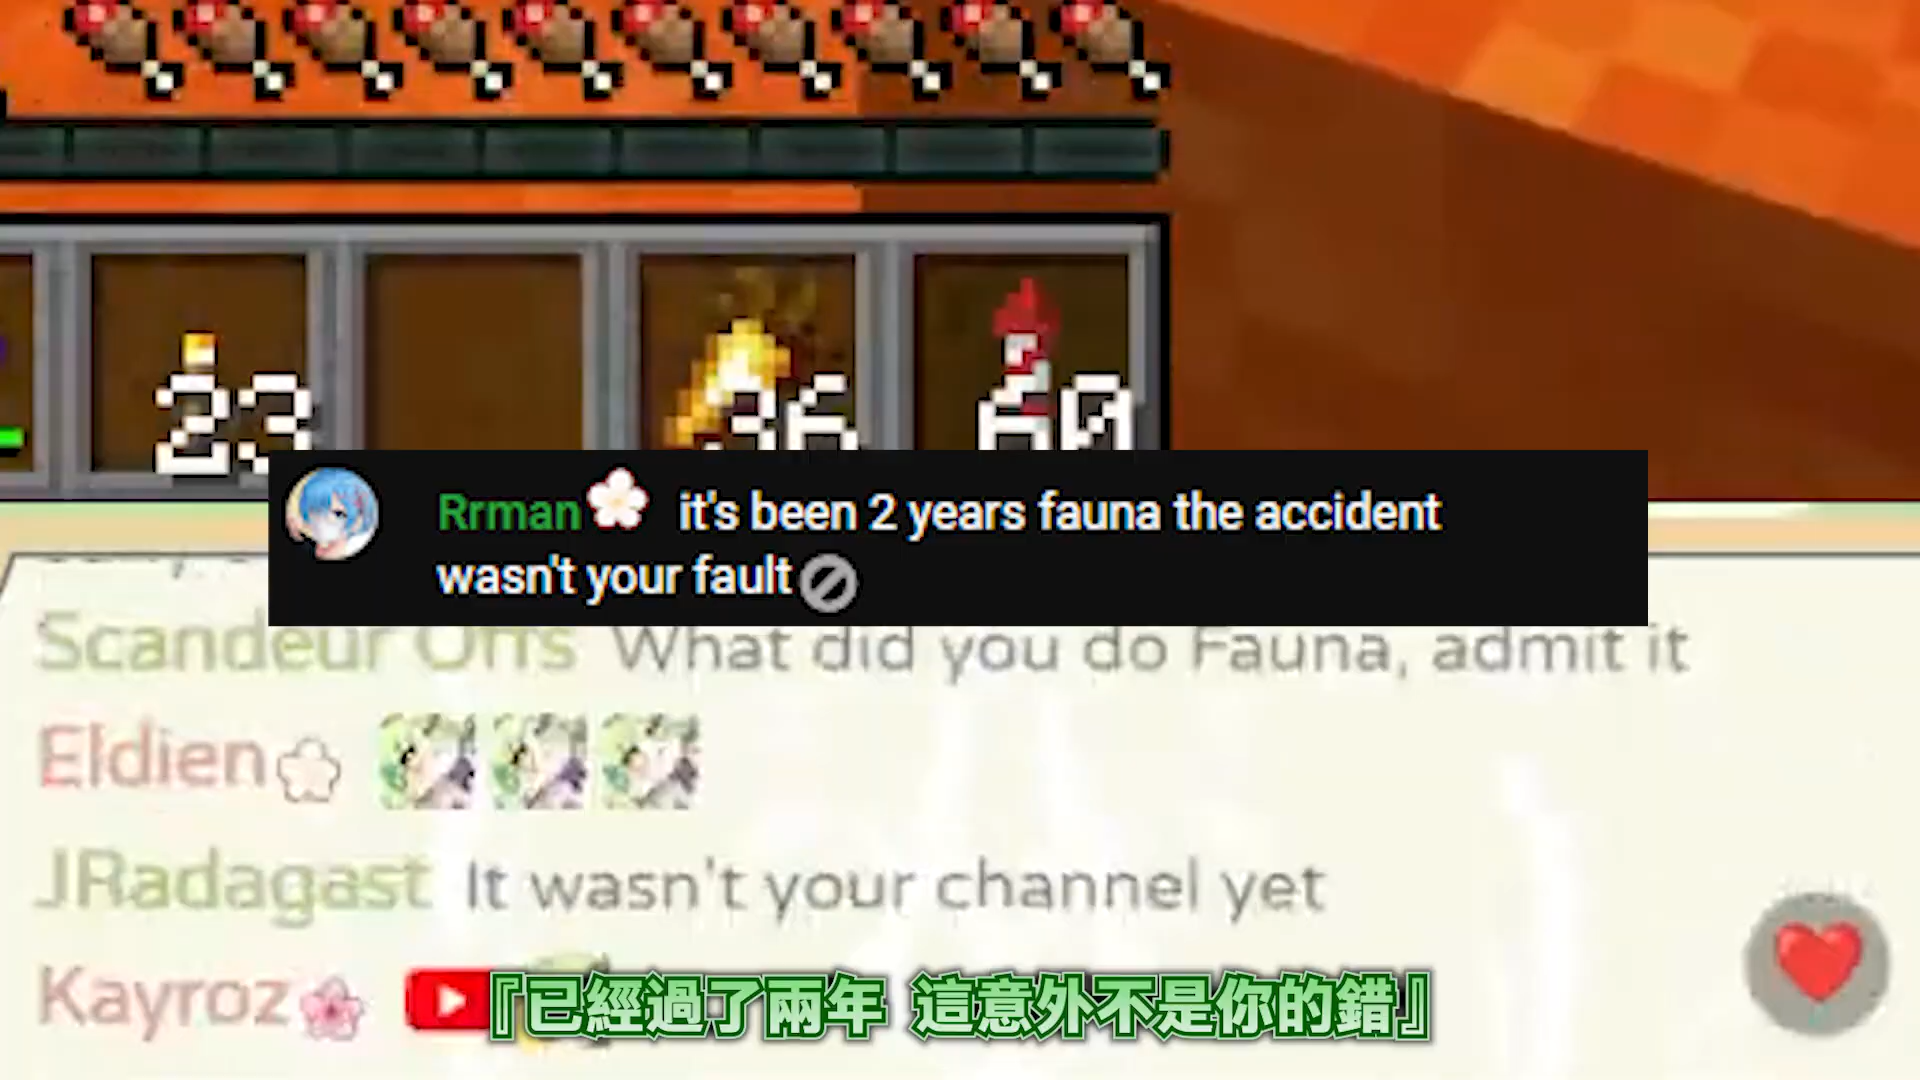 23
36
60
Rrman it's been 2 years fauna the accident
wasn't your fault
Scandeur Offs What did you do Fauna, admit it
Eldien
JRadagast It wasn't your channel yet
Kayroz
『已經過了兩年 這意外不是你的錯』